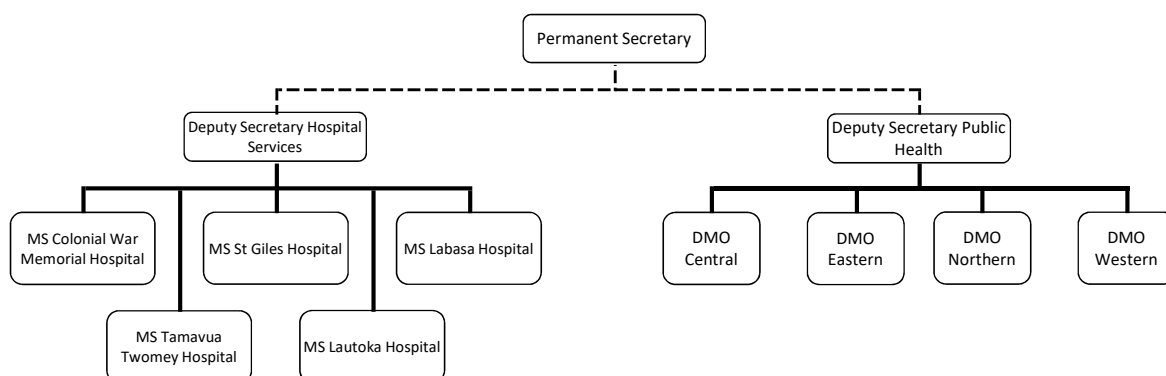 Permanent Secretary
Deputy Secretary Hospital
Services
Deputy Secretary Public
Health
MS Colonial War
Memorial Hospital
MS St Giles Hospital
MS Labasa Hospital
DMO
Central
DMO
Eastern
DMO
Northern
DMO
Western
MS Tamavua
Twomey Hospital
MS Lautoka Hospital